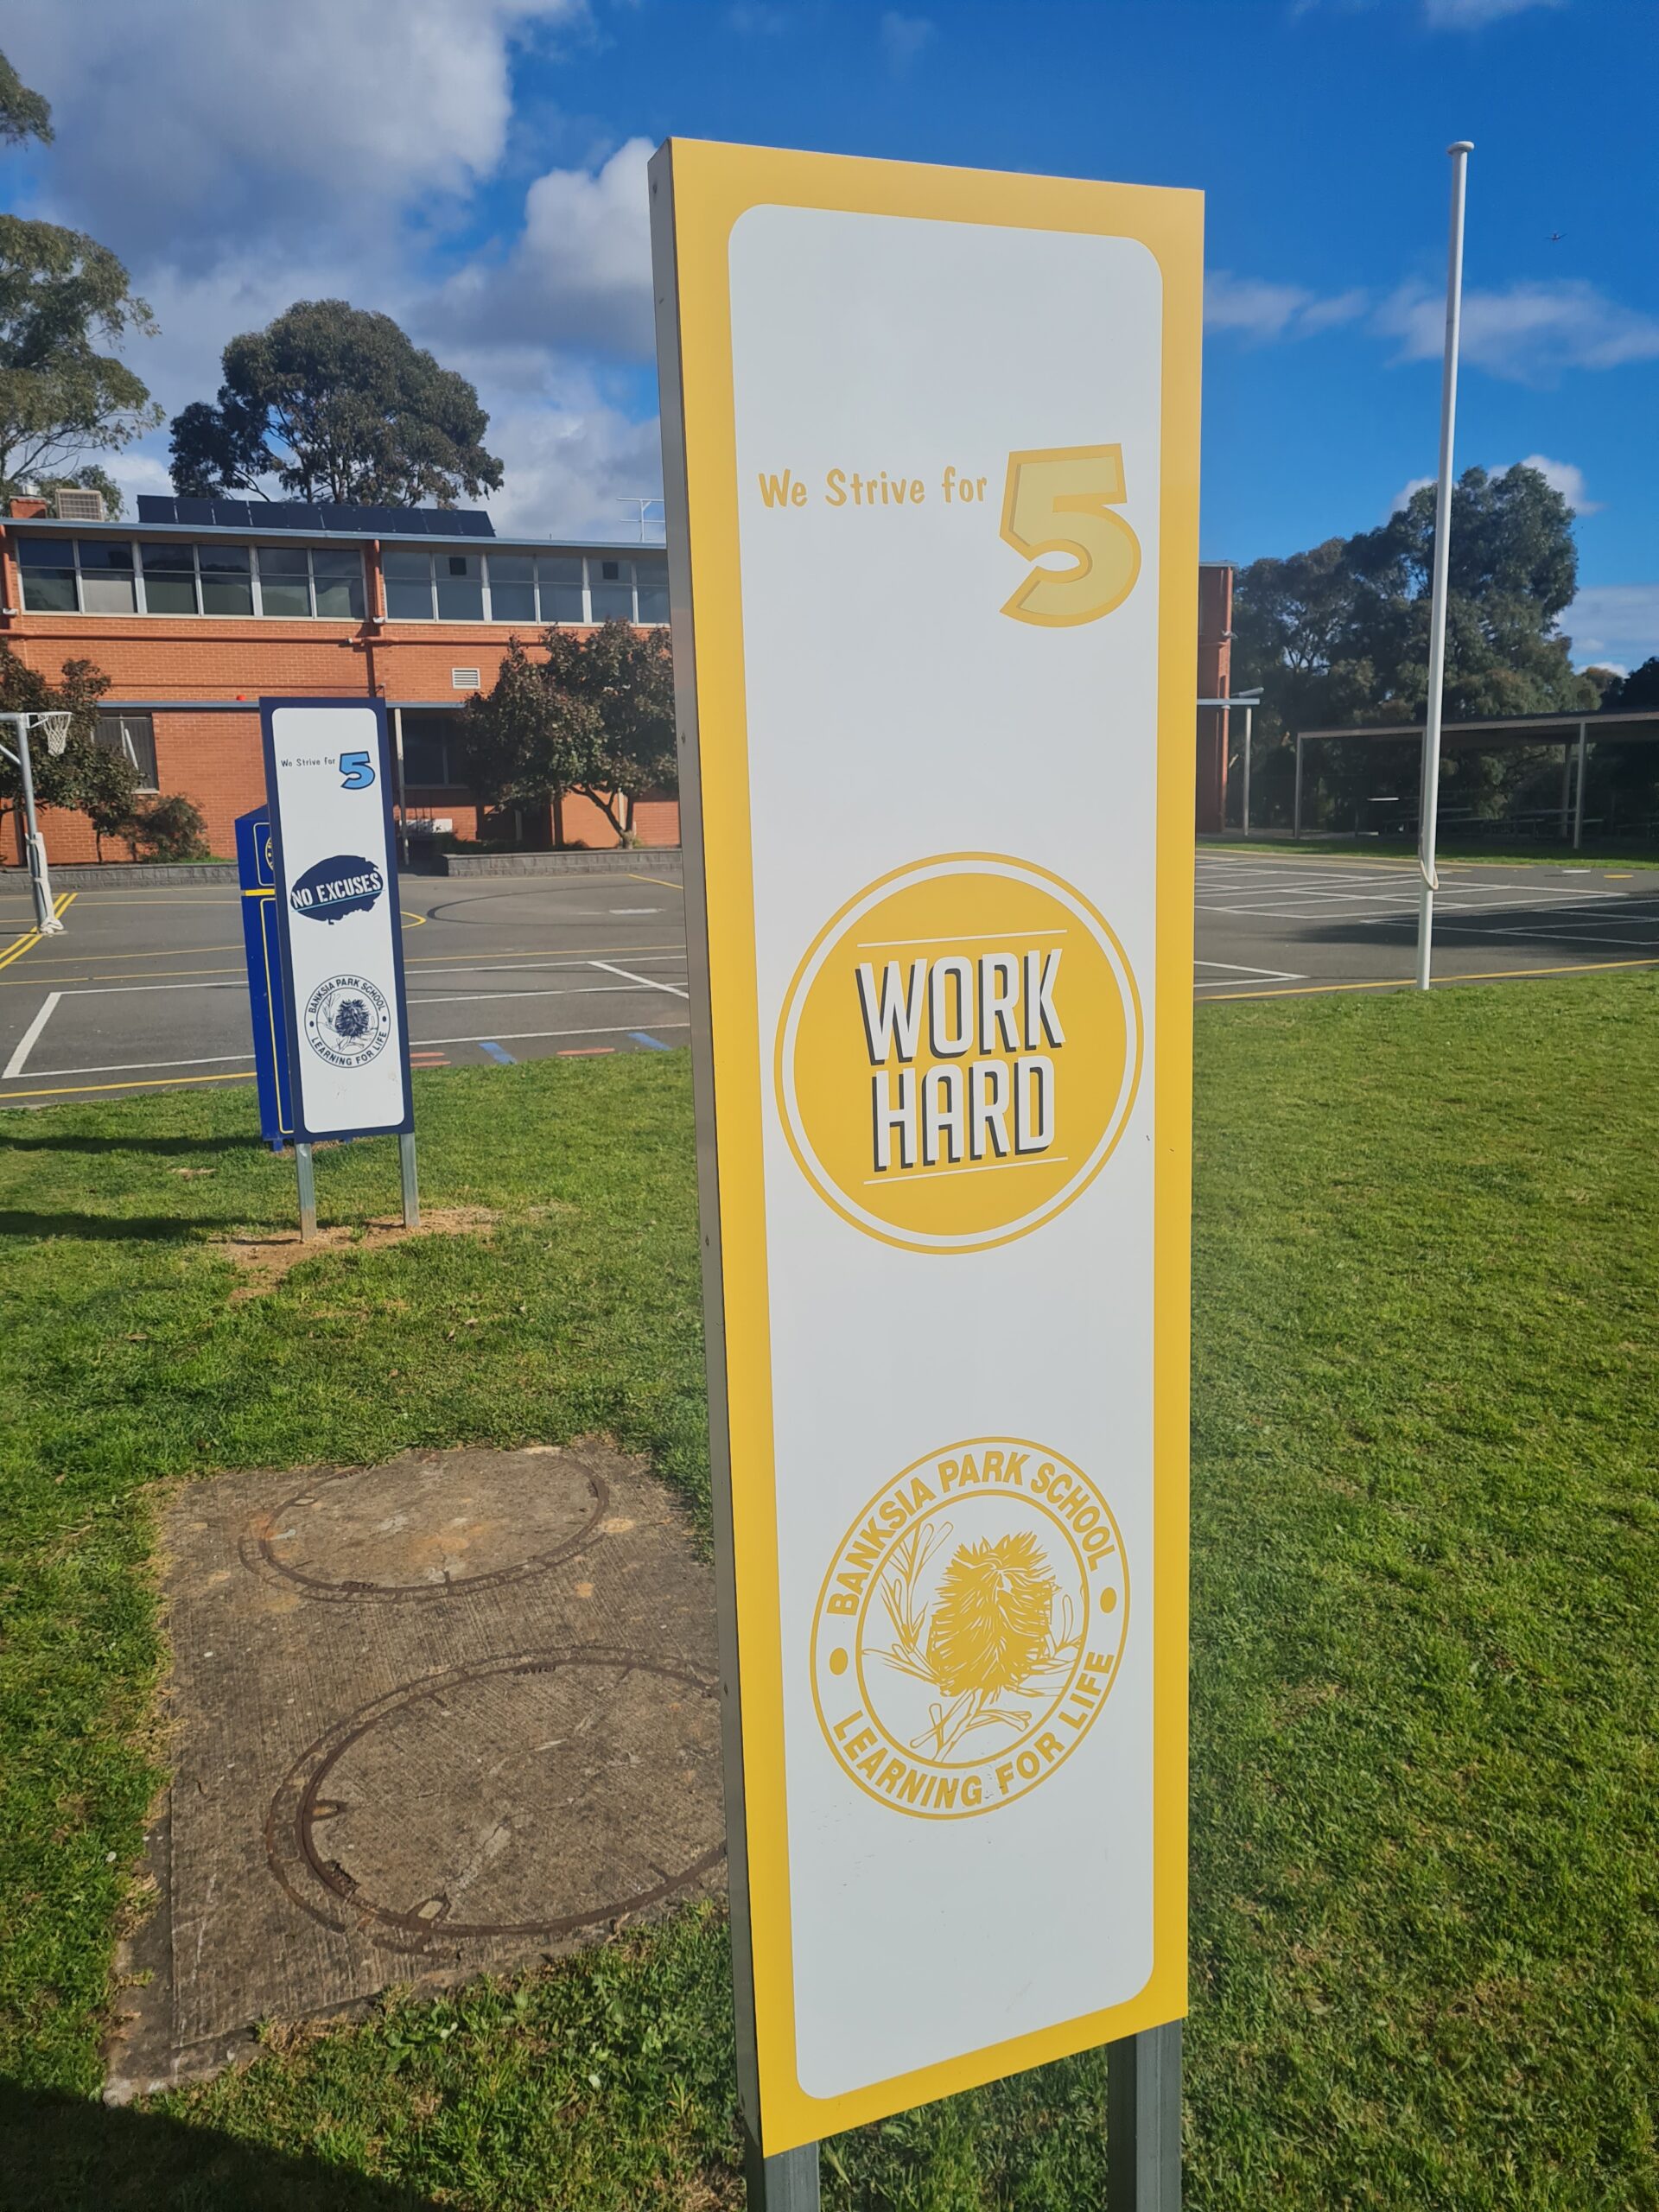 We Strive for 5
WORK
HARD
BANKSIA PARK SCHOOL
LEARNING FOR LIFE
We Strive for 5
NO EXCUSES
BANKSIA PARK SCHOOL
LEARNING FOR LIFE